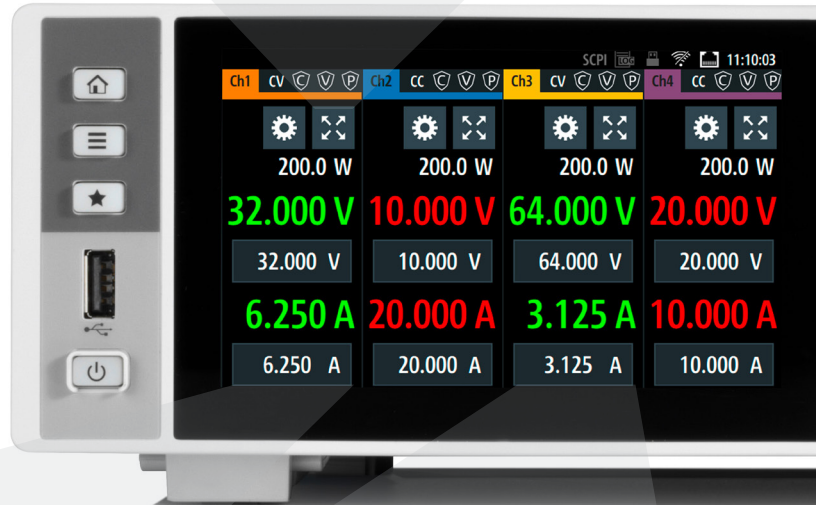 SCPI LOG 11:10:03
Ch1 CV C V P Ch2 CC C V P Ch3 CV C V P Ch4 CC C V P
200.0 W 200.0 W 200.0 W 200.0 W
32.000 V 10.000 V 64.000 V 20.000 V
32.000 V 10.000 V 64.000 V 20.000 V
6.250 A 20.000 A 3.125 A 10.000 A
6.250 A 20.000 A 3.125 A 10.000 A